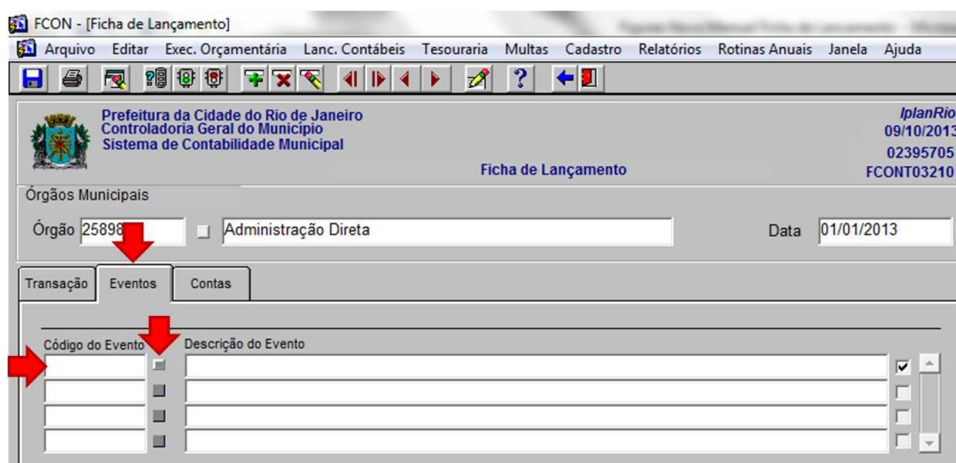 FCON - [Ficha de Lançamento]
Arquivo Editar Exec. Orçamentária Lanc. Contábeis Tesouraria Multas Cadastro Relatórios Rotinas Anuais Janela Ajuda
Prefeitura da Cidade do Rio de Janeiro
Controladoria Geral do Município
Sistema de Contabilidade Municipal
IplanRio
09/10/2013
02395705
Ficha de Lançamento
FCONT03210
Órgãos Municipais
Órgão 25898 Administração Direta Data 01/01/2013
Transação Eventos Contas
Código do Evento Descrição do Evento